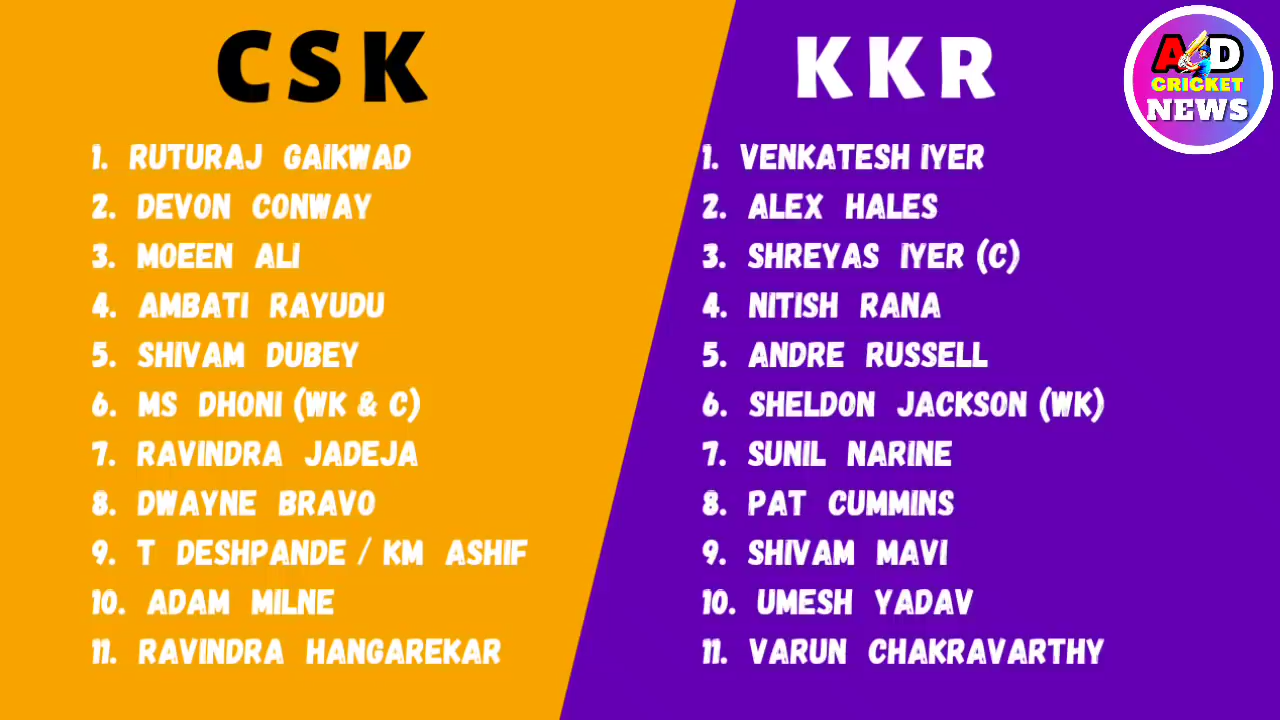 CSK
1. RUTURAJ GAIKWAD
2. DEVON CONWAY
3. MOEEN ALI
4. AMBATI RAYUDU
5. SHIVAM DUBEY
6. MS DHONI (WK & C)
7. RAVINDRA JADEJA
8. DWAYNE BRAVO
9. T DESHPANDE / KM ASHIF
10. ADAM MILNE
11. RAVINDRA HANGAREKAR
KKR
1. VENKATESH IYER
2. ALEX HALES
3. SHREYAS IYER (C)
4. NITISH RANA
5. ANDRE RUSSELL
6. SHELDON JACKSON (WK)
7. SUNIL NARINE
8. PAT CUMMINS
9. SHIVAM MAVI
10. UMESH YADAV
11. VARUN CHAKRAVARTHY
A D
CRICKET
NEWS